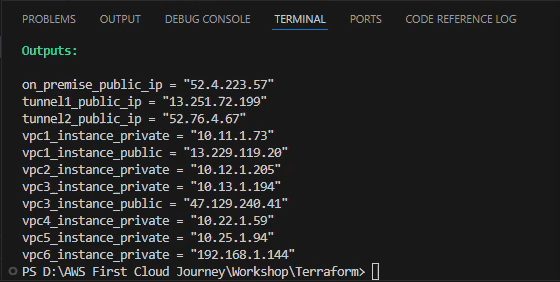 PROBLEMS OUTPUT DEBUG CONSOLE TERMINAL PORTS CODE REFERENCE LOG
Outputs:
on_premise_public_ip = "52.4.223.57"
tunnel1_public_ip = "13.251.72.199"
tunnel2_public_ip = "52.76.4.67"
vpc1_instance_private = "10.11.1.73"
vpc1_instance_public = "13.229.119.20"
vpc2_instance_private = "10.12.1.205"
vpc3_instance_private = "10.13.1.194"
vpc3_instance_public = "47.129.240.41"
vpc4_instance_private = "10.22.1.59"
vpc5_instance_private = "10.25.1.94"
vpc6_instance_private = "192.168.1.144"
PS D:\AWS First Cloud Journey\Workshop\Terraform>